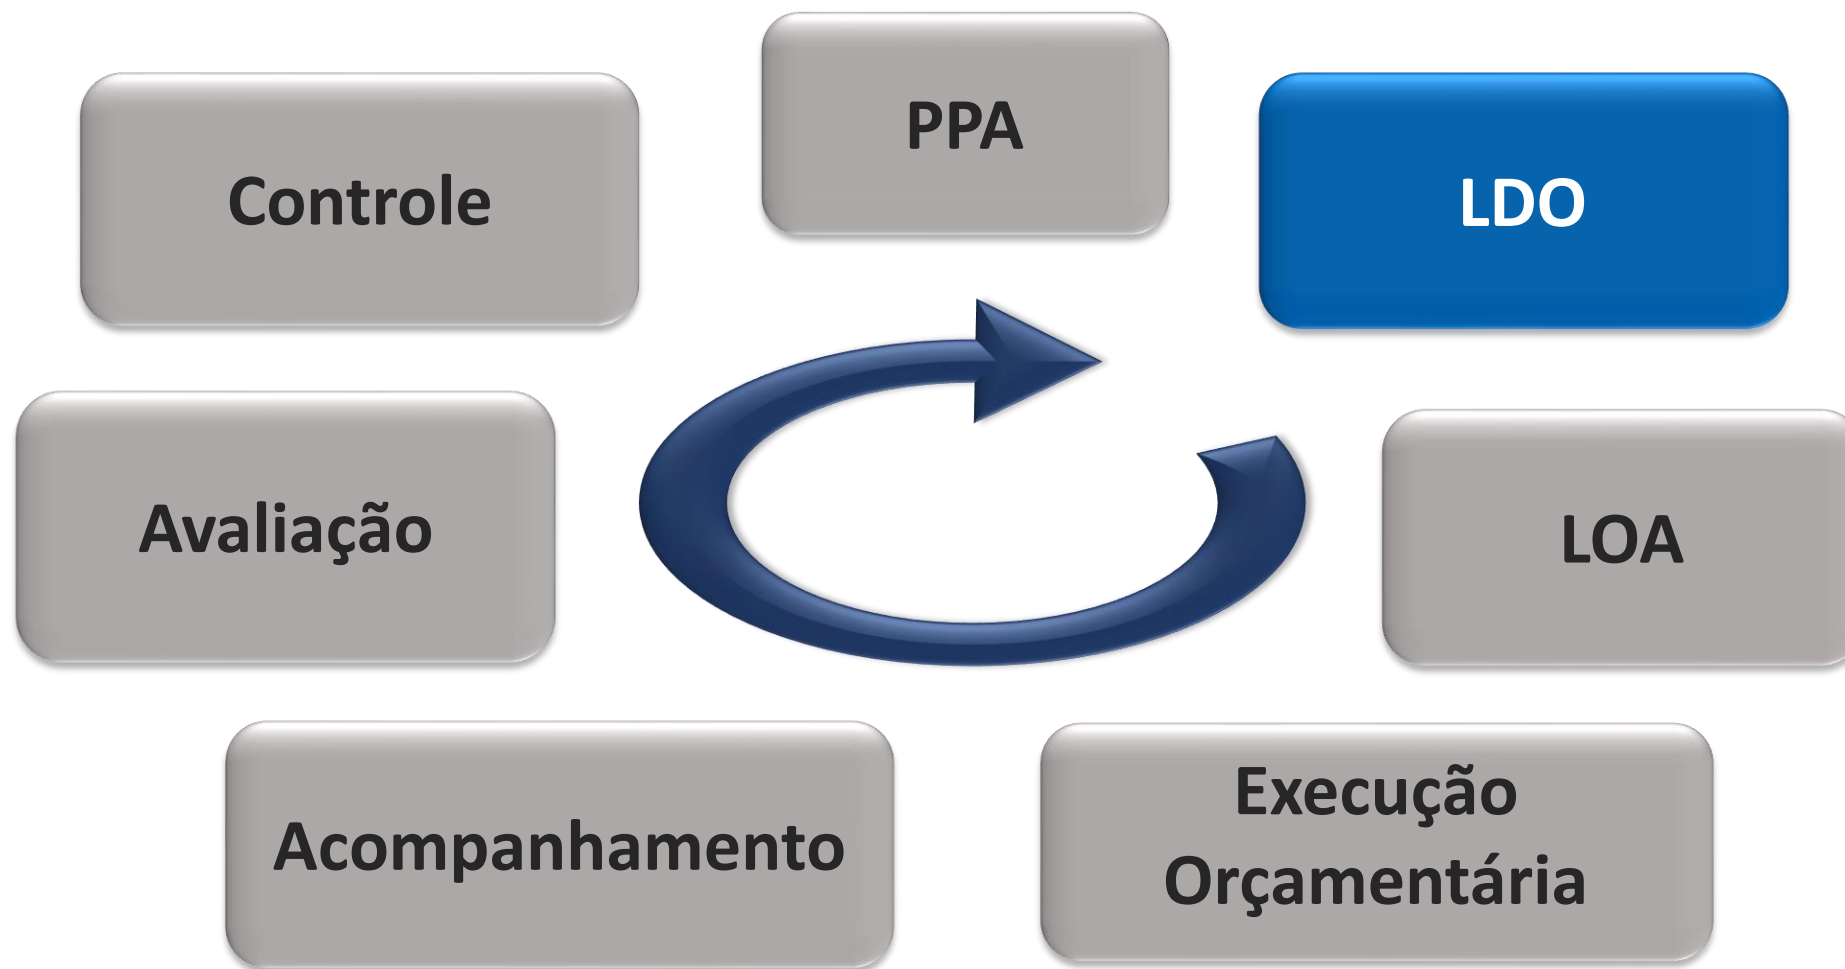 PPA
LDO
LOA
Execução
Orçamentária
Acompanhamento
Avaliação
Controle